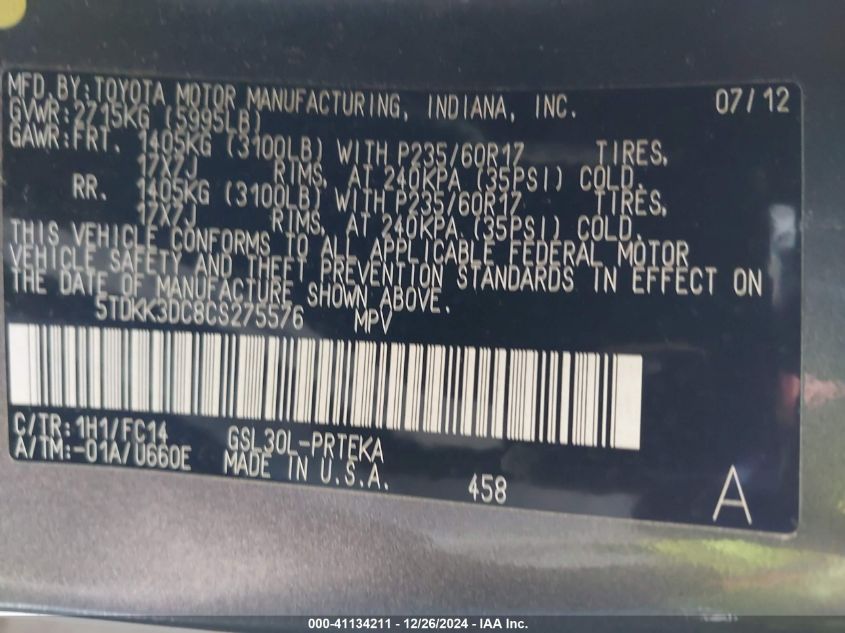 MFD.BY:TOYOTA MOTOR MANUFACTURING, INDIANA, INC. 07/12
GVWR:2715KG (5995LB)
GAWR:FRT. 1405KG (3100LB) WITH P235/60R17 TIRES,
17X7J RIMS, AT 240KPA (35PSI) COLD.
RR. 1405KG (3100LB) WITH P235/60R17 TIRES,
17X7J RIMS, AT 240KPA (35PSI) COLD.
THIS VEHICLE CONFORMS TO ALL APPLICABLE FEDERAL MOTOR
VEHICLE SAFETY AND THEFT PREVENTION STANDARDS IN EFFECT ON
THE DATE OF MANUFACTURE SHOWN ABOVE.
5TDKK3DC8CS275576 MPV
C/TR:1H1/FC14 GSL30L-PRTEKA
A/TM:-01A/U660E MADE IN U.S.A.
458 A
000-41134211 - 12/26/2024 - IAA Inc.